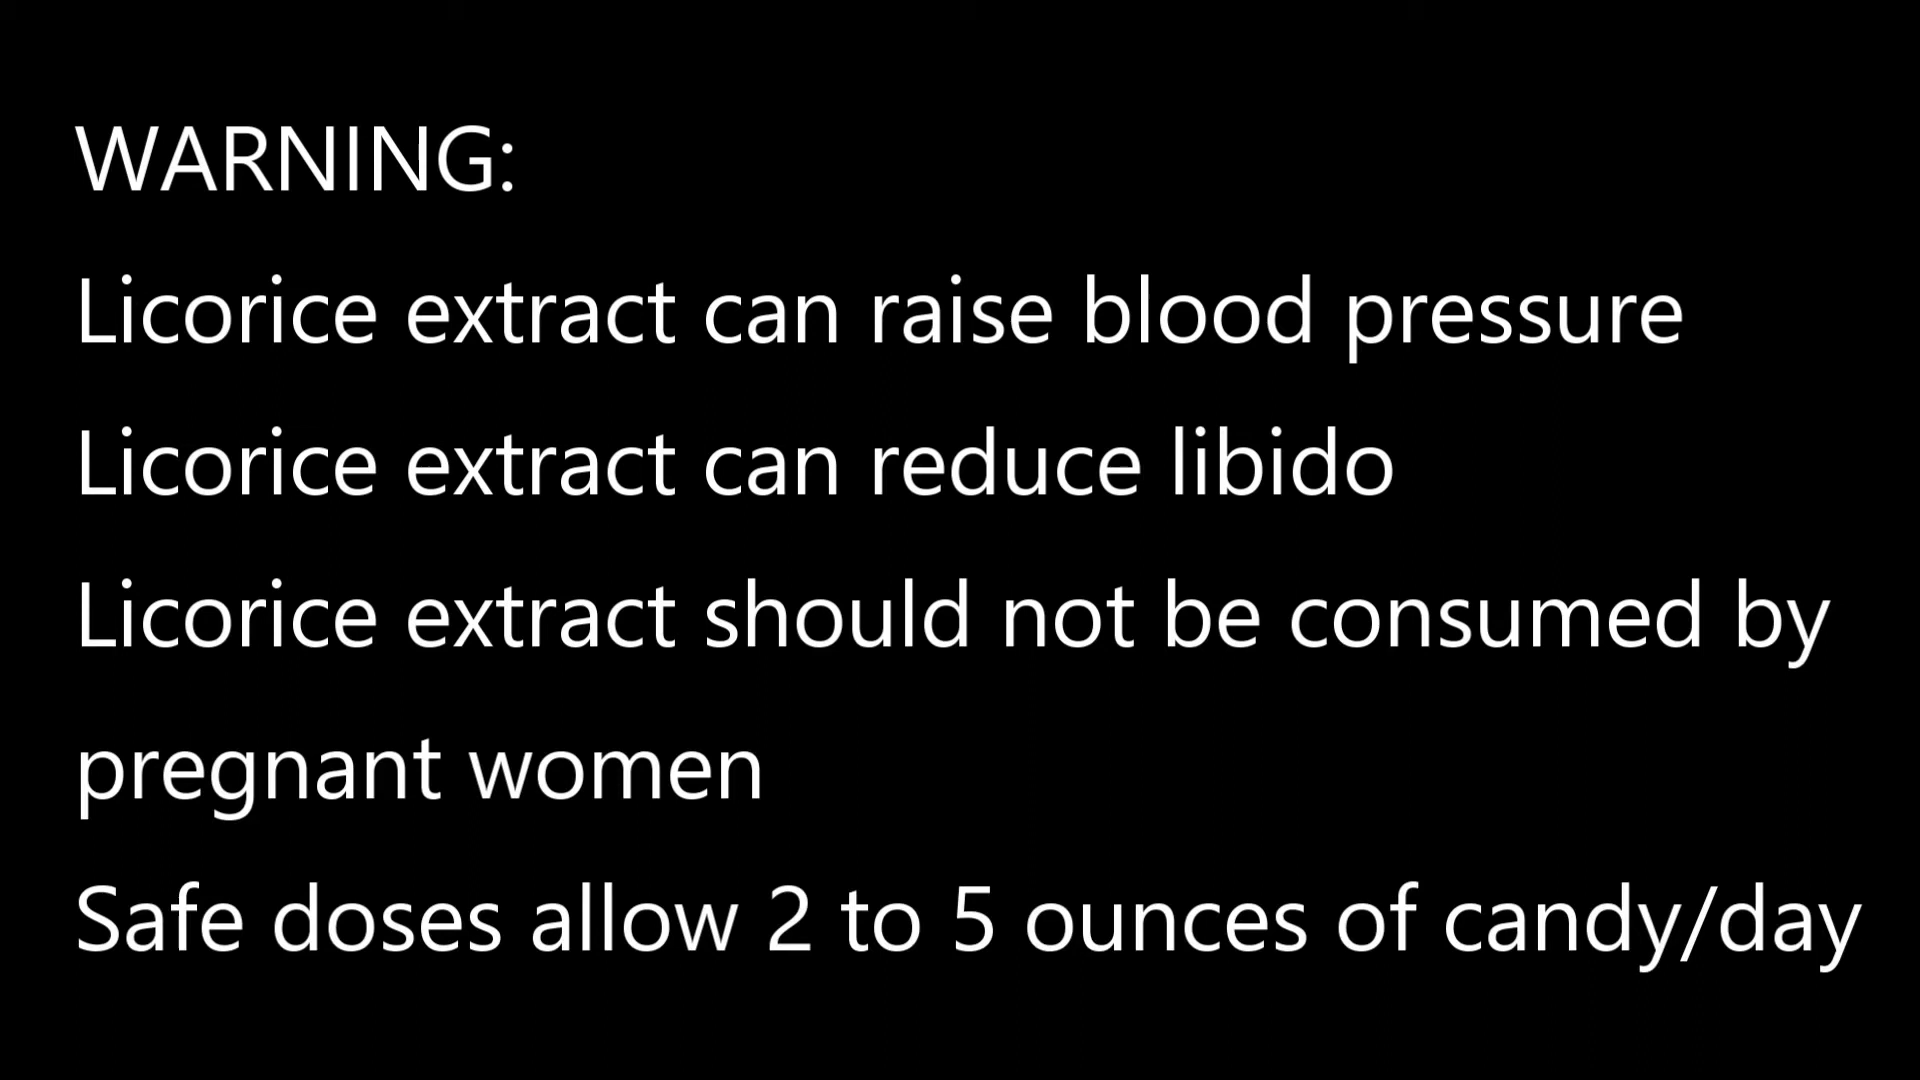 WARNING:
Licorice extract can raise blood pressure
Licorice extract can reduce libido
Licorice extract should not be consumed by
pregnant women
Safe doses allow 2 to 5 ounces of candy/day